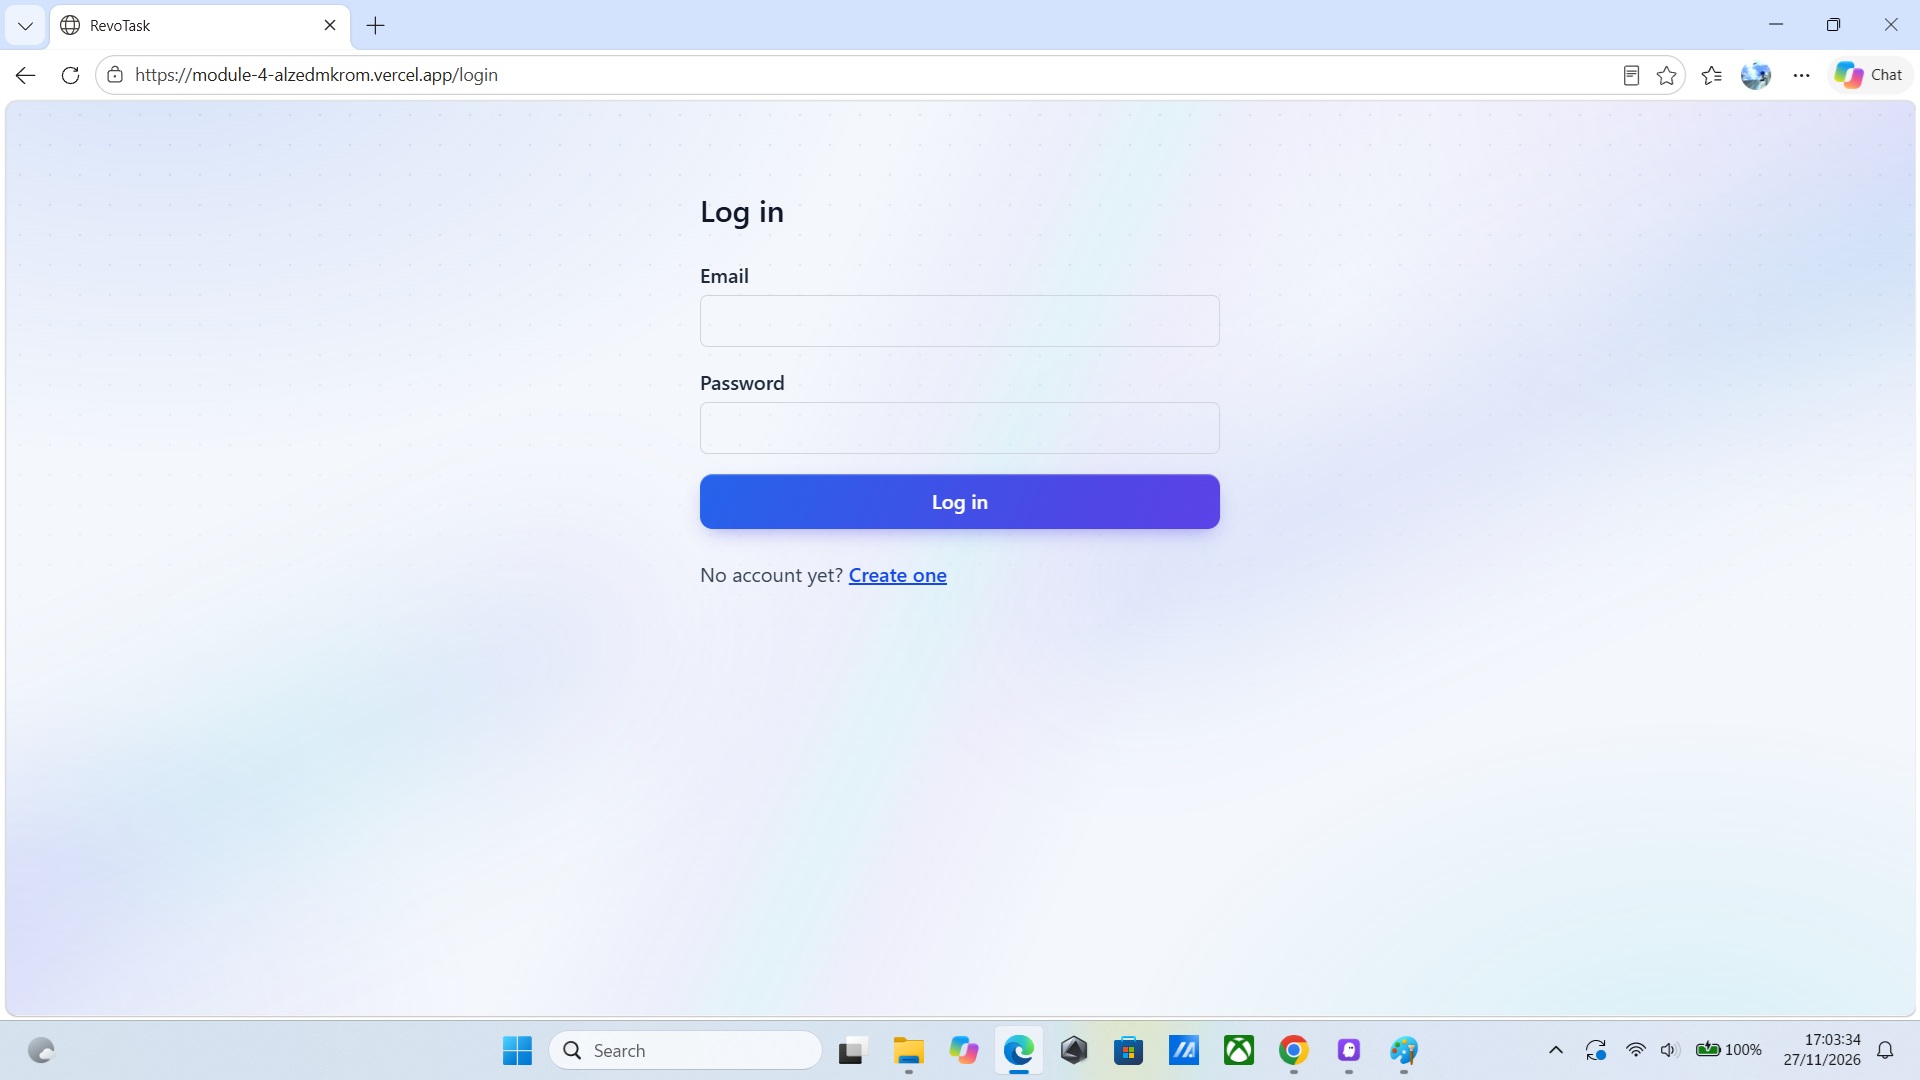 RevoTask
https://module-4-alzedmkrom.vercel.app/login
Chat
Log in
Email
Password
Log in
No account yet? Create one
Search
100%
17:03:34
27/11/2026